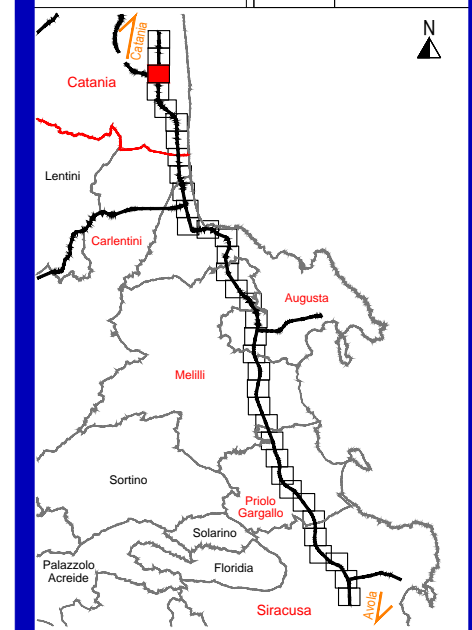 Catania
N
Catania
Lentini
Carlentini
Augusta
Melilli
Sortino
Priolo
Gargallo
Solarino
Palazzolo
Acreide
Floridia
Siracusa
Avola